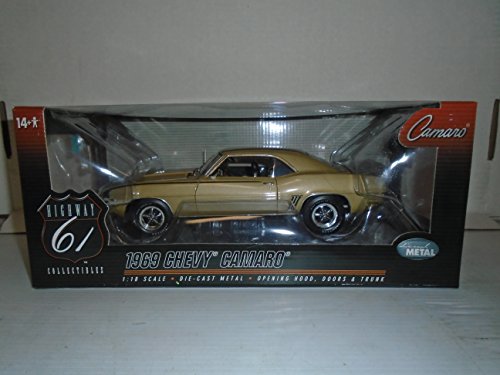 14+
Camaro®
HIGHWAY
61
COLLECTIBLES
1969 CHEVY® CAMARO®
METAL
1:18 SCALE • DIE-CAST METAL • OPENING HOOD, DOORS & TRUNK